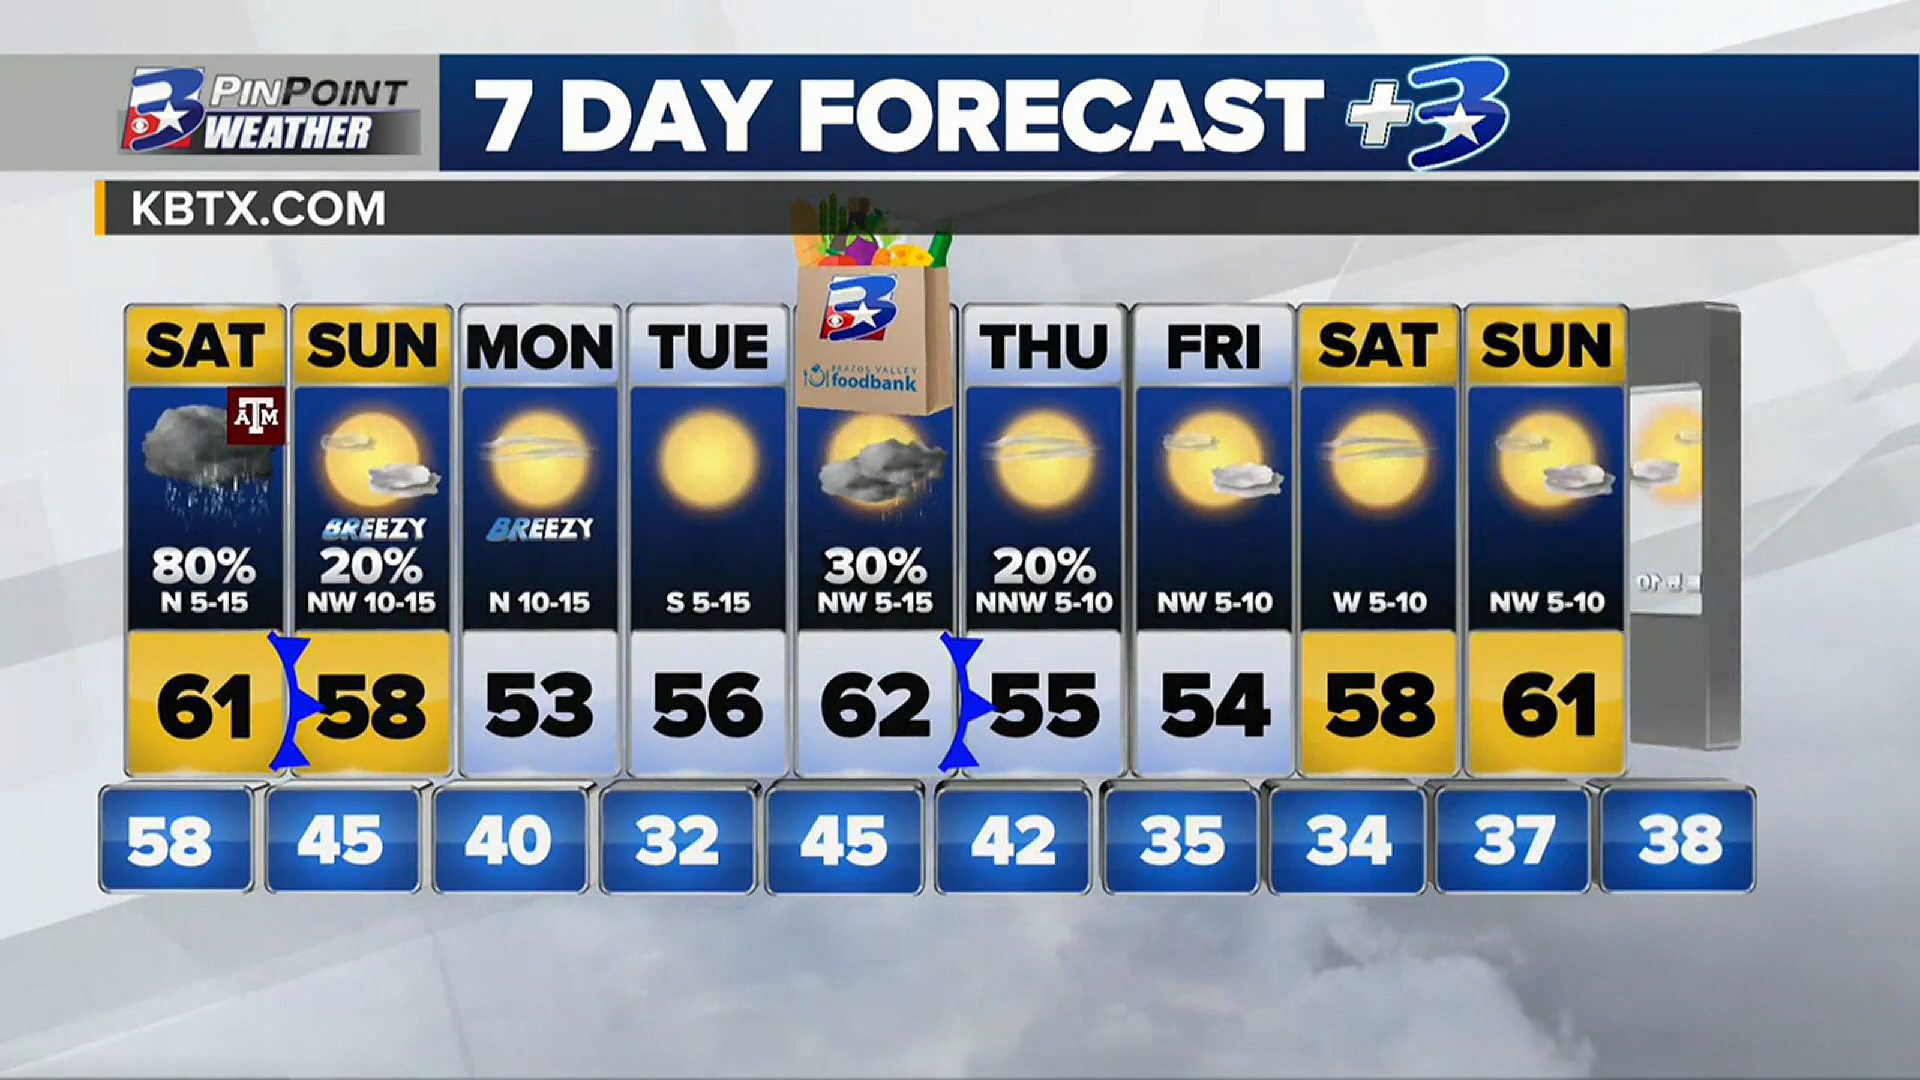 PINPOINT
WEATHER
7 DAY FORECAST +3
KBTX.COM
BRAZOS VALLEY
foodbank
SAT SUN MON TUE THU FRI SAT SUN
ATM
BREEZY BREEZY
80% 20% 30% 20%
N 5-15 NW 10-15 N 10-15 S 5-15 NW 5-15 NNW 5-10 NW 5-10 W 5-10 NW 5-10
61 58 53 56 62 55 54 58 61
58 45 40 32 45 42 35 34 37 38